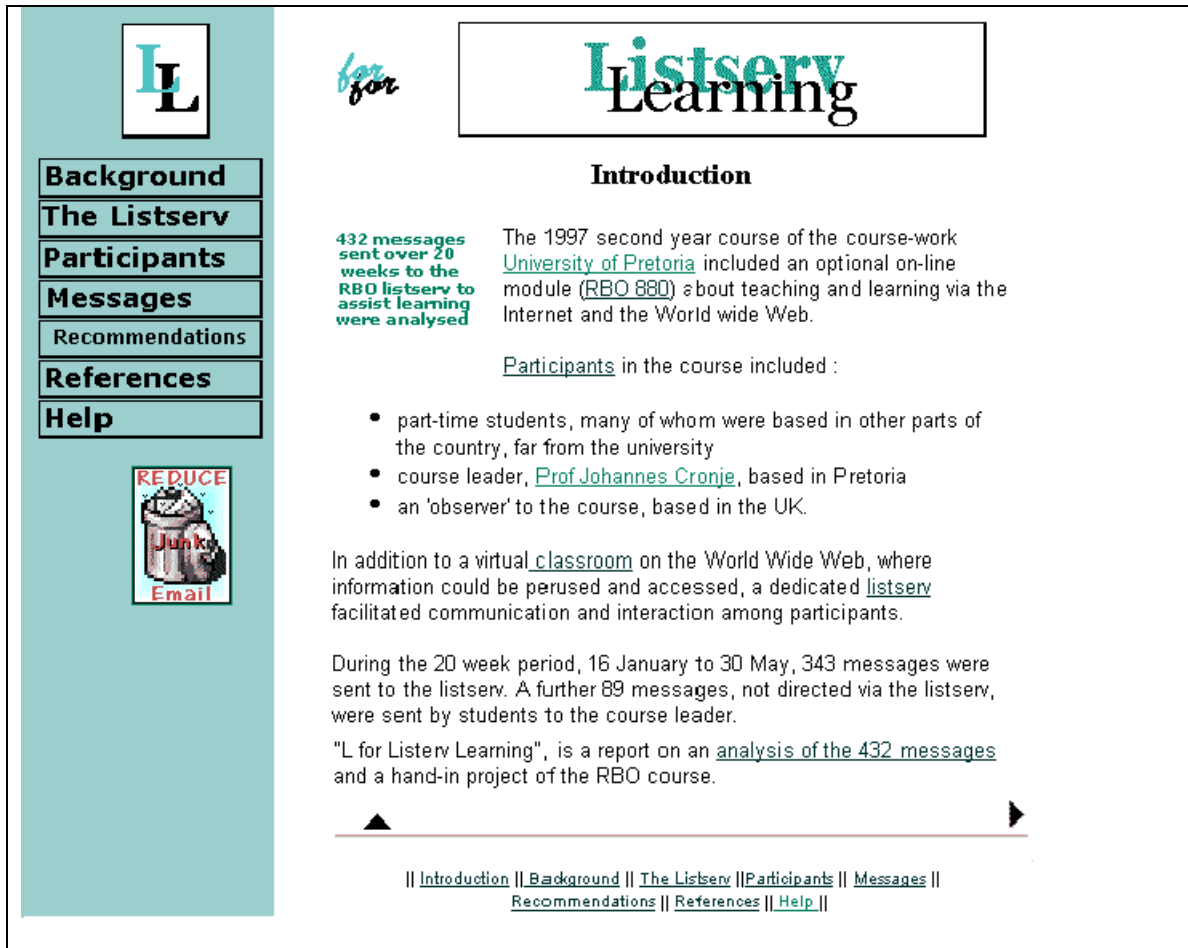 L
L
for
for
Listserv
Learning
Background
The Listserv
Participants
Messages
Recommendations
References
Help
REDUCE
Junk
Email
Introduction
432 messages
sent over 20
weeks to the
RBO listserv to
assist learning
were analysed
The 1997 second year course of the course-work
University of Pretoria included an optional on-line
module (RBO 880) about teaching and learning via the
Internet and the World wide Web.
Participants in the course included :
• part-time students, many of whom were based in other parts of
the country, far from the university
• course leader, Prof Johannes Cronje, based in Pretoria
• an 'observer' to the course, based in the UK.
In addition to a virtual classroom on the World Wide Web, where
information could be perused and accessed, a dedicated listserv
facilitated communication and interaction among participants.
During the 20 week period, 16 January to 30 May, 343 messages were
sent to the listserv. A further 89 messages, not directed via the listserv,
were sent by students to the course leader.
"L for Listerv Learning", is a report on an analysis of the 432 messages
and a hand-in project of the RBO course.
|| Introduction || Background || The Listserv ||Participants || Messages ||
Recommendations || References || Help ||